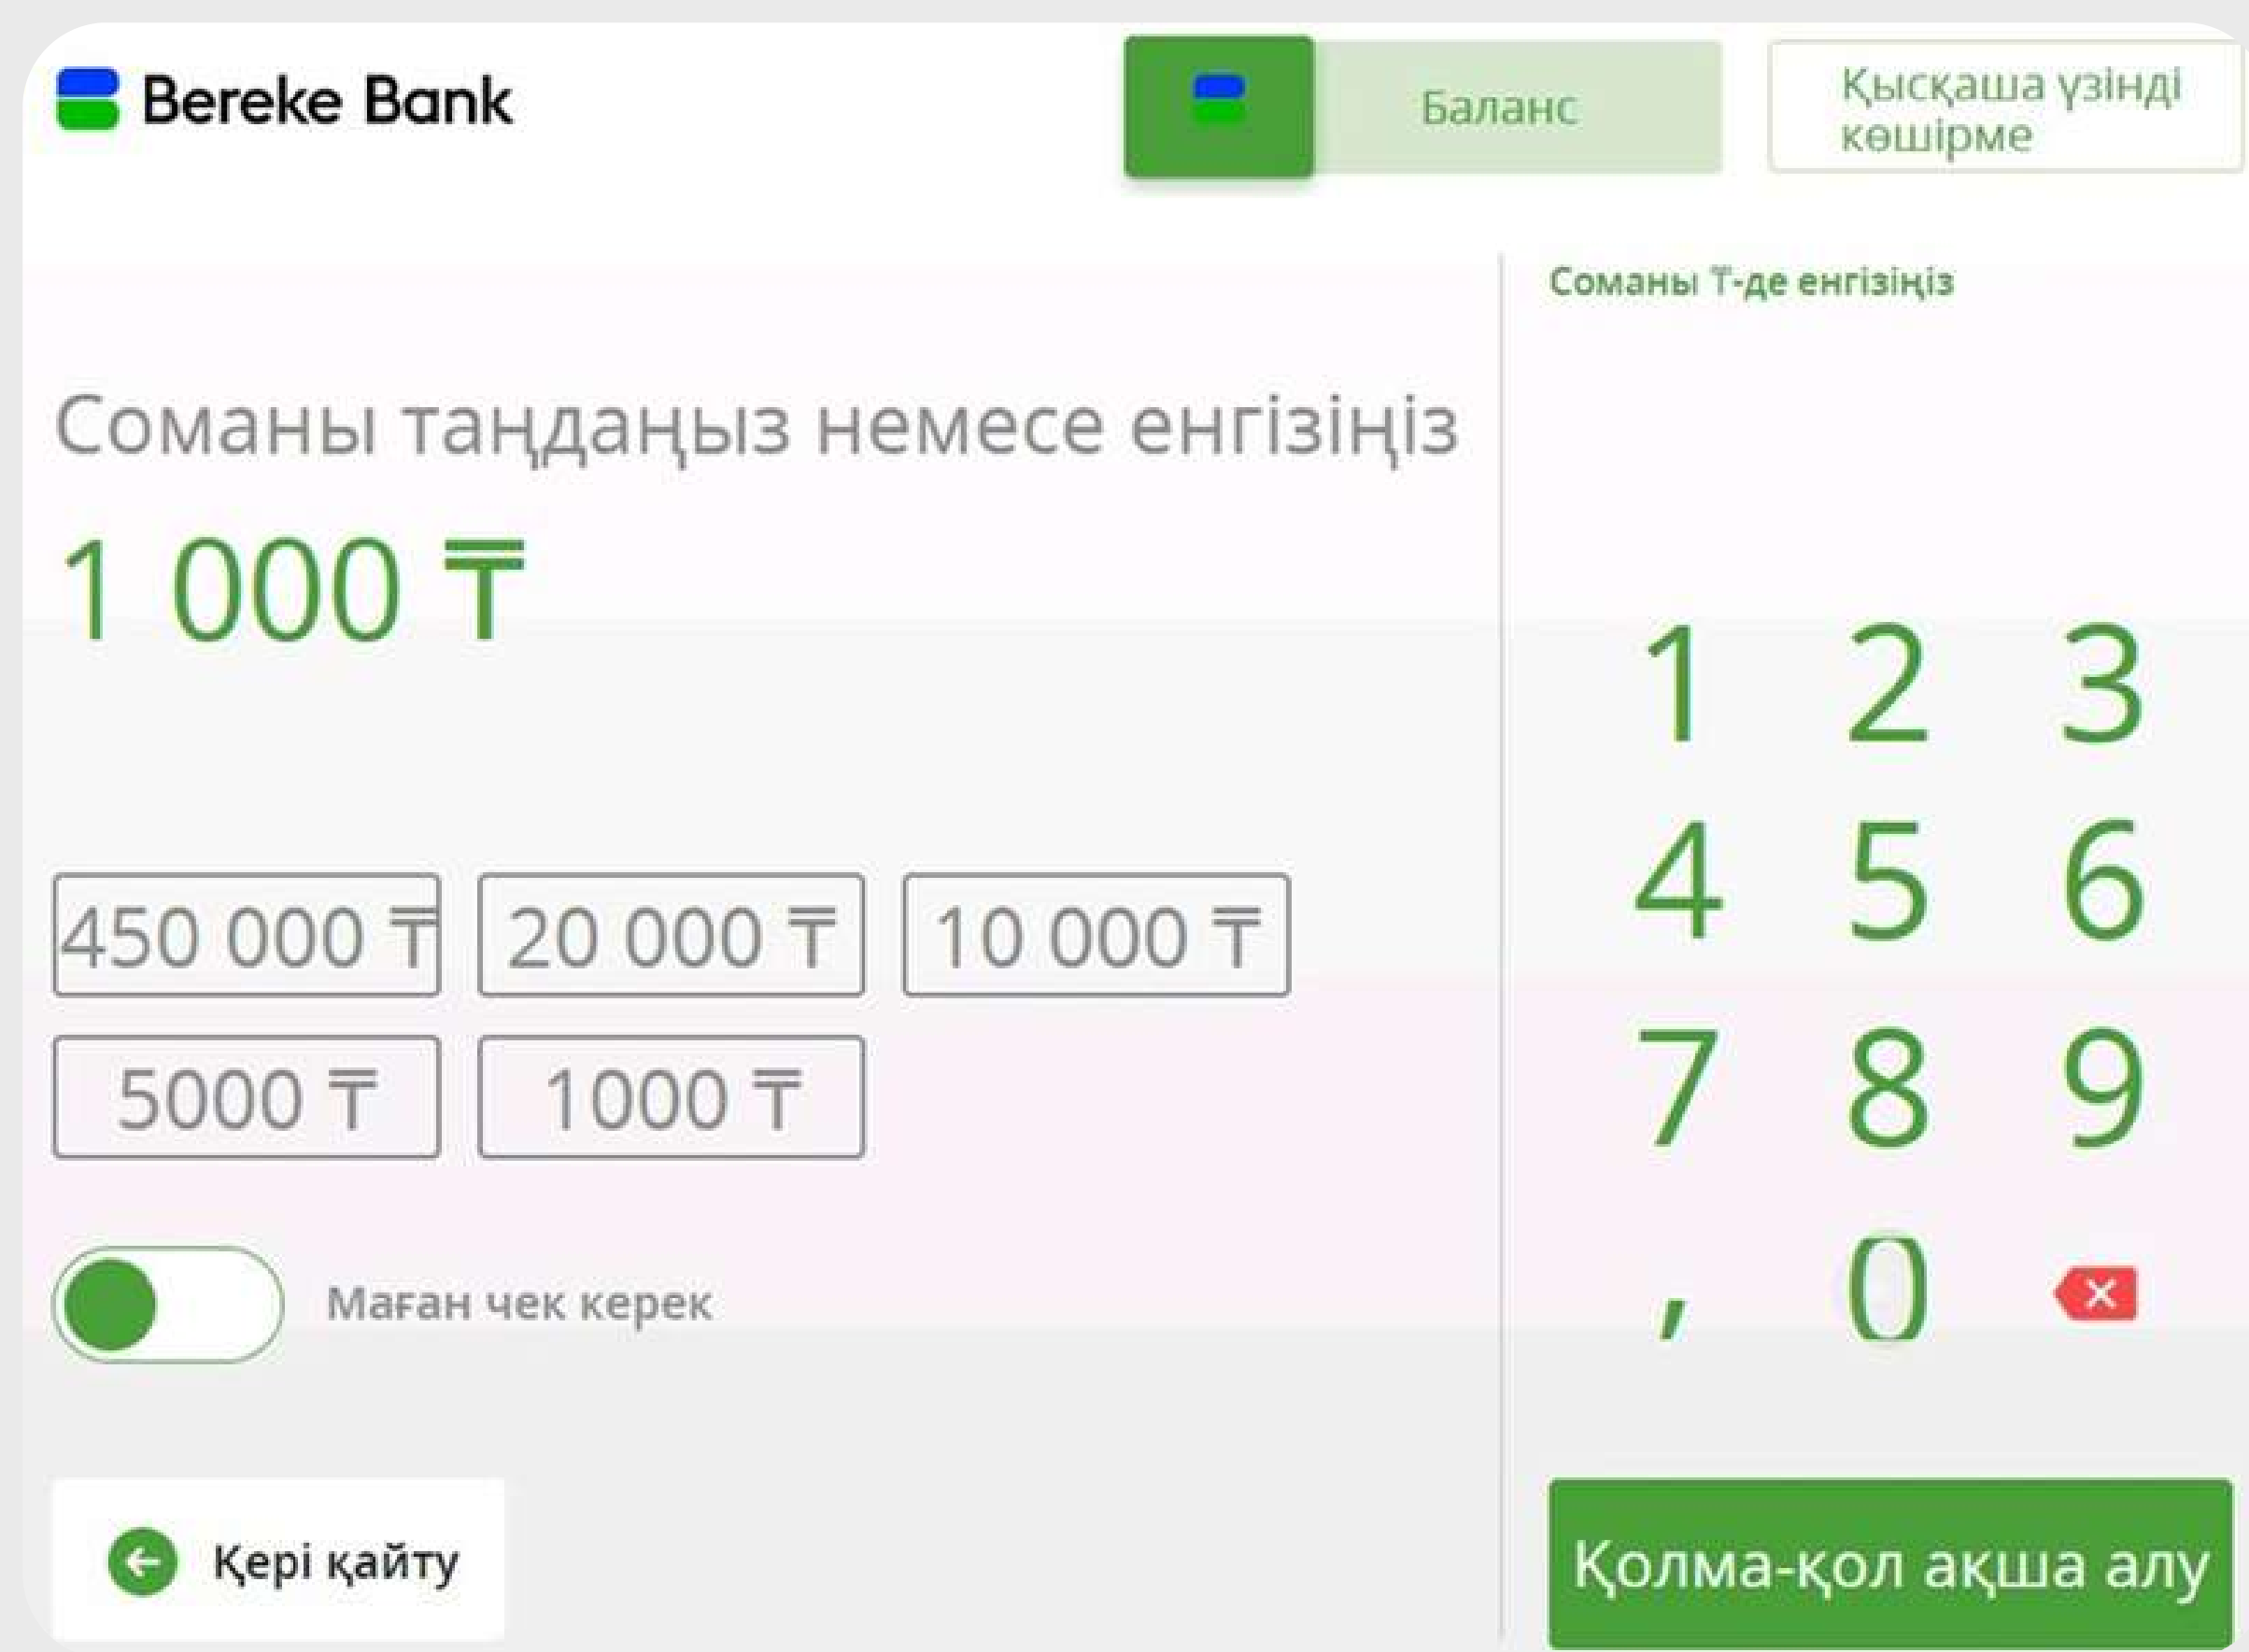 Bereke Bank
Баланс
Қысқаша үзінді
көшірме
Соманы ₸-де енгізіңіз
Соманы таңдаңыз немесе енгізіңіз
1 000 ₸
450 000 ₸
20 000 ₸
10 000 ₸
5000 ₸
1000 ₸
1 2 3
4 5 6
7 8 9
, 0
Маған чек керек
Қері қайту
Қолма-қол ақша алу